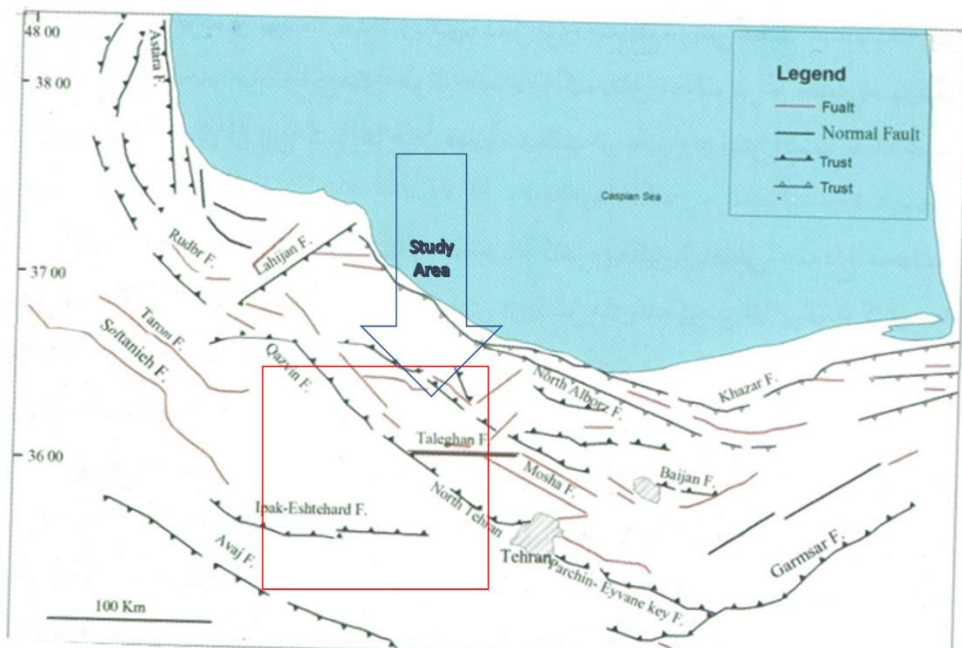 48 00
38 00
37 00
36 00
Astara F.
Legend
Fualt
Normal Fault
Trust
Trust
Caspian Sea
Study
Area
Rudbr F.
Lahijan F.
Tarom F.
Soltanieh F.
Qazvin F.
North Alborz F.
Khazar F.
Taleghan F
Mosha F.
Baijan F.
North Tehran
Ipak-Eshtehard F.
Avaj F.
Tehran
Parchin- Eyvane key F.
Garmsar F.
100 Km